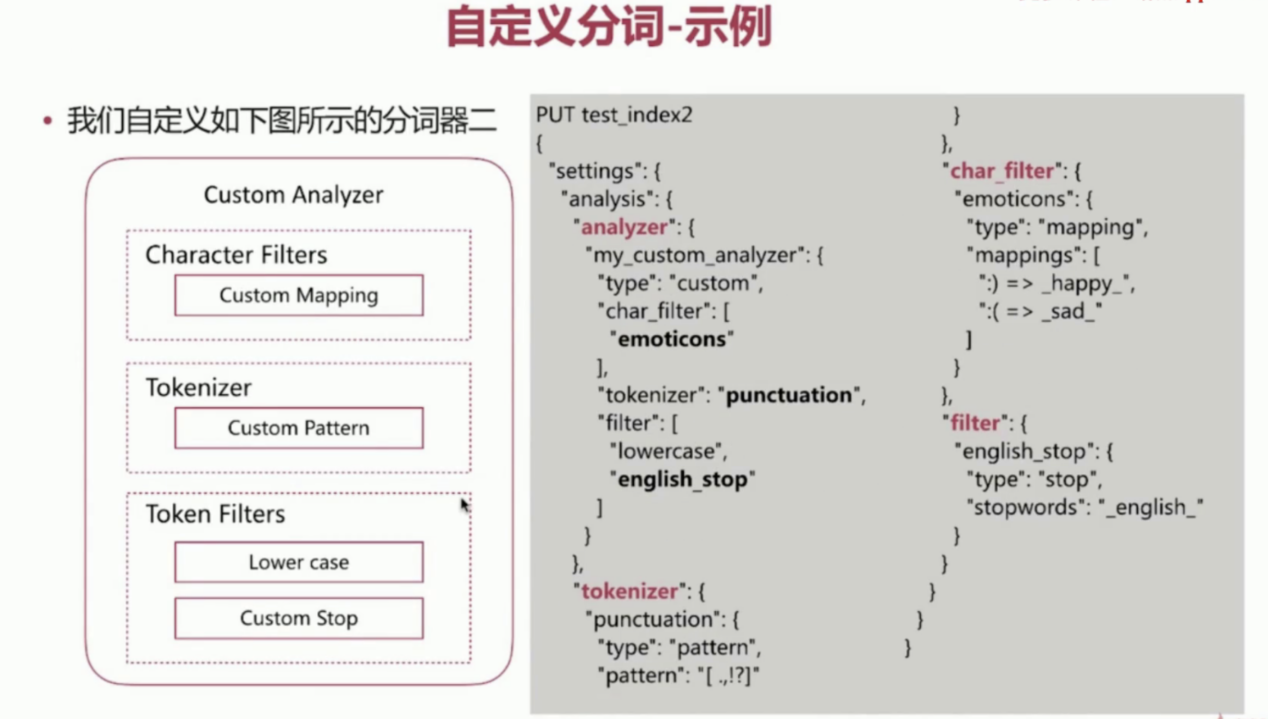 自定义分词-示例
• 我们自定义如下图所示的分词器二
Custom Analyzer
Character Filters
Custom Mapping
Tokenizer
Custom Pattern
Token Filters
Lower case
Custom Stop
PUT test_index2
{
"settings": {
"analysis": {
"analyzer": {
"my_custom_analyzer": {
"type": "custom",
"char_filter": [
"emoticons"
],
"tokenizer": "punctuation",
"filter": [
"lowercase",
"english_stop"
]
}
},
"tokenizer": {
"punctuation": {
"type": "pattern",
"pattern": "[ .,!?]"
}
},
"char_filter": {
"emoticons": {
"type": "mapping",
"mappings": [
":) => _happy_",
":( => _sad_"
]
}
},
"filter": {
"english_stop": {
"type": "stop",
"stopwords": "_english_"
}
}
}
}
}